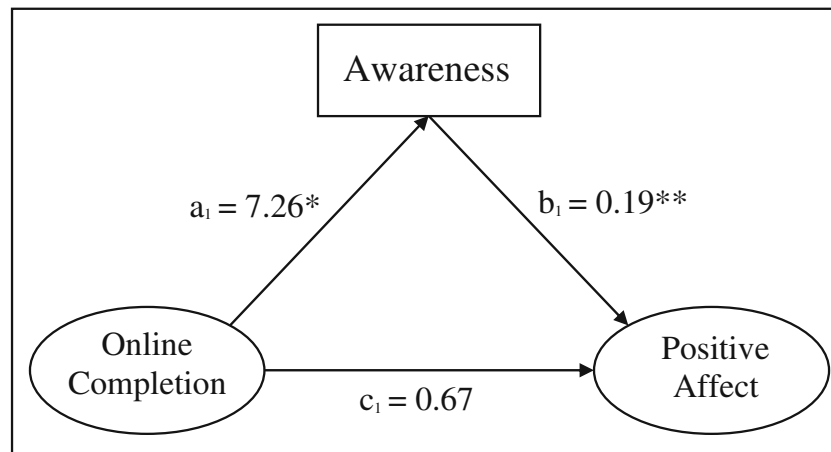 Awareness
a₁ = 7.26*
b₁ = 0.19**
Online
Completion
Positive
Affect
c₁ = 0.67